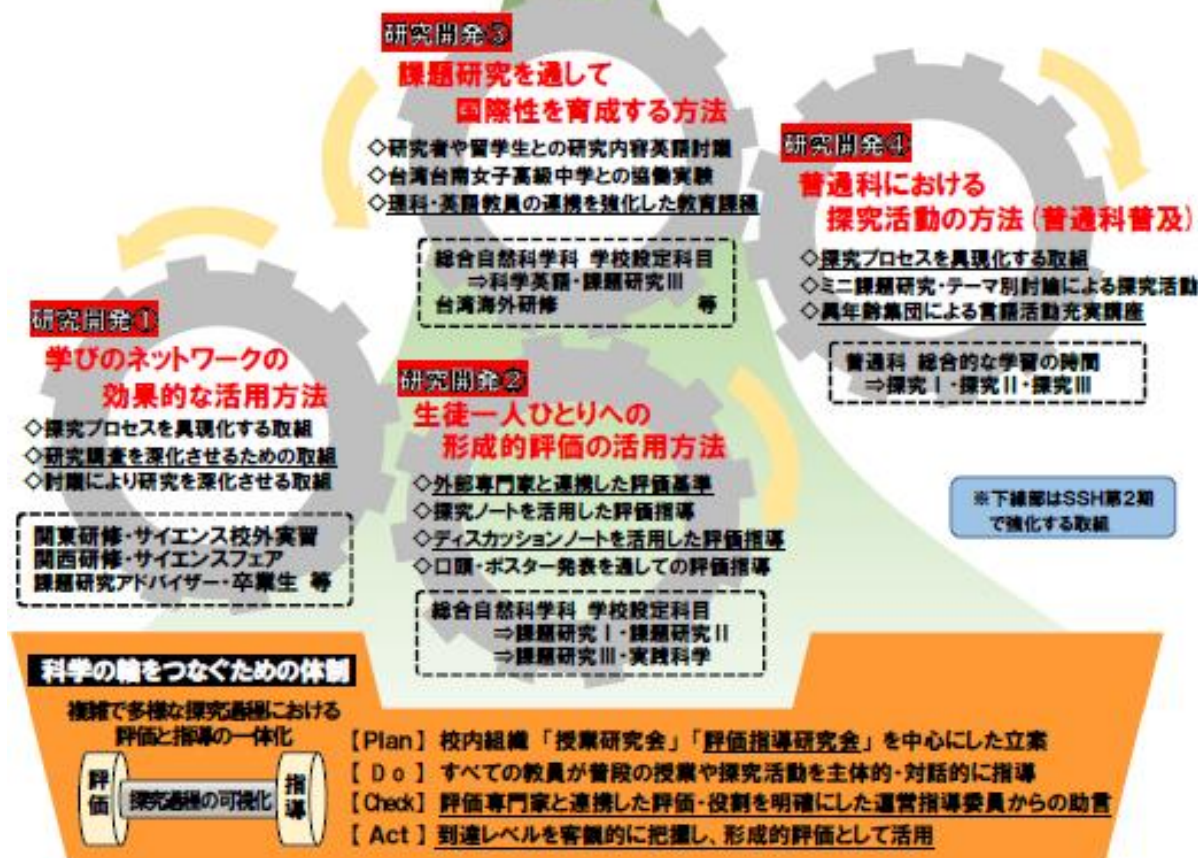 研究開発③
課題研究を通して
国際性を育成する方法
◇研究者や留学生との研究内容英語討議
◇台湾台南女子高級中学との協働実験
◇理科・英語教員の連携を強化した教育課程
総合自然科学科 学校設定科目
⇒科学英語・課題研究Ⅲ
台湾海外研修 等
研究開発④
普通科における
探究活動の方法(普通科普及)
◇探究プロセスを具現化する取組
◇ミニ課題研究・テーマ別討論による探究活動
◇異年齢集団による言語活動充実講座
普通科 総合的な学習の時間
⇒探究Ⅰ・探究Ⅱ・探究Ⅲ
研究開発①
学びのネットワークの
効果的な活用方法
◇探究プロセスを具現化する取組
◇研究調査を深化させるための取組
◇討議により研究を深化させる取組
関東研修・サイエンス校外実習
関西研修・サイエンスフェア
課題研究アドバイザー・卒業生 等
研究開発②
生徒一人ひとりへの
形成的評価の活用方法
◇外部専門家と連携した評価基準
◇探究ノートを活用した評価指導
◇ディスカッションノートを活用した評価指導
◇口頭・ポスター発表を通しての評価指導
総合自然科学科 学校設定科目
⇒課題研究Ⅰ・課題研究Ⅱ
⇒課題研究Ⅲ・実践科学
※下線部はSSH第2期
で強化する取組
科学の輪をつなぐための体制
複雑で多様な探究過程における
評価と指導の一体化
評価
探究過程の可視化
指導
【Plan】校内組織「授業研究会」「評価指導研究会」を中心にした立案
【 Do 】すべての教員が普段の授業や探究活動を主体的・対話的に指導
【Check】評価専門家と連携した評価・役割を明確にした運営指導委員からの助言
【 Act 】到達レベルを客観的に把握し、形成的評価として活用